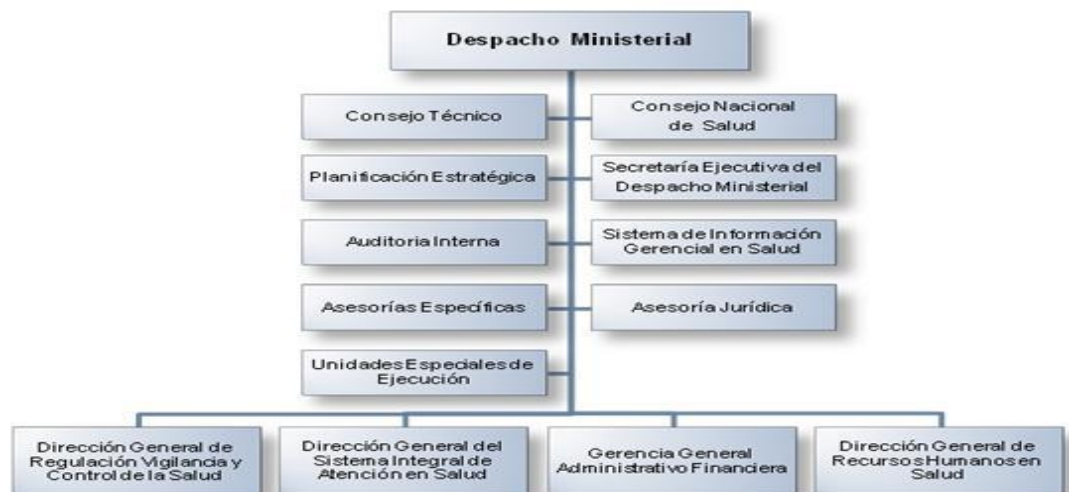 Despacho Ministerial
Consejo Técnico
Consejo Nacional
de Salud
Planificación Estratégica
Secretaría Ejecutiva del
Despacho Ministerial
Auditoria Interna
Sistema de Información
Gerencial en Salud
Asesorías Específicas
Asesoría Jurídica
Unidades Especiales de
Ejecución
Dirección General de
Regulación Vigilancia y
Control de la Salud
Dirección General del
Sistema Integral de
Atención en Salud
Gerencia General
Administrativo Financiera
Dirección General de
Recursos Humanos en
Salud